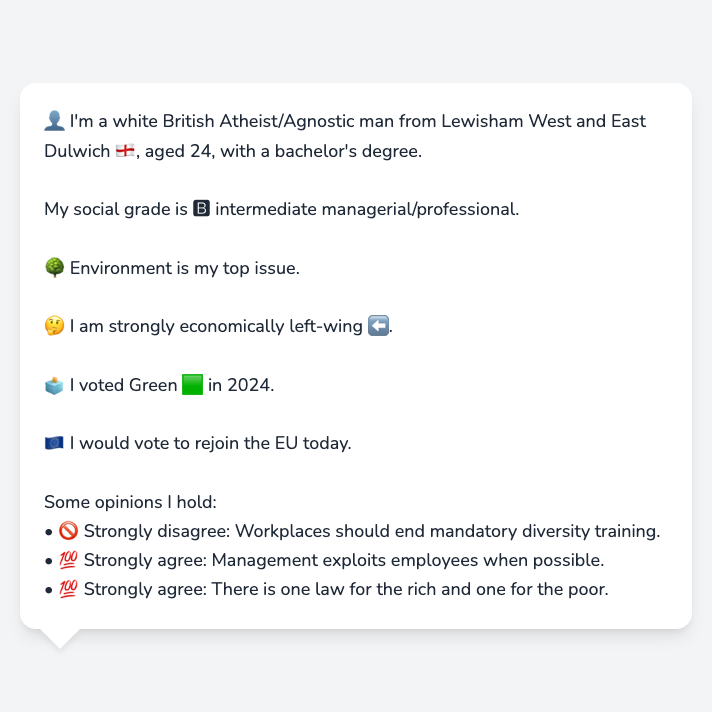 👤 I'm a white British Atheist/Agnostic man from Lewisham West and East
Dulwich 🏴󠁧󠁢󠁥󠁮󠁧󠁿, aged 24, with a bachelor's degree.
My social grade is 🅱 intermediate managerial/professional.
🌳 Environment is my top issue.
🤔 I am strongly economically left-wing ⬅️.
🗳️ I voted Green 🟩 in 2024.
🇪🇺 I would vote to rejoin the EU today.
Some opinions I hold:
• 🚫 Strongly disagree: Workplaces should end mandatory diversity training.
• 💯 Strongly agree: Management exploits employees when possible.
• 💯 Strongly agree: There is one law for the rich and one for the poor.